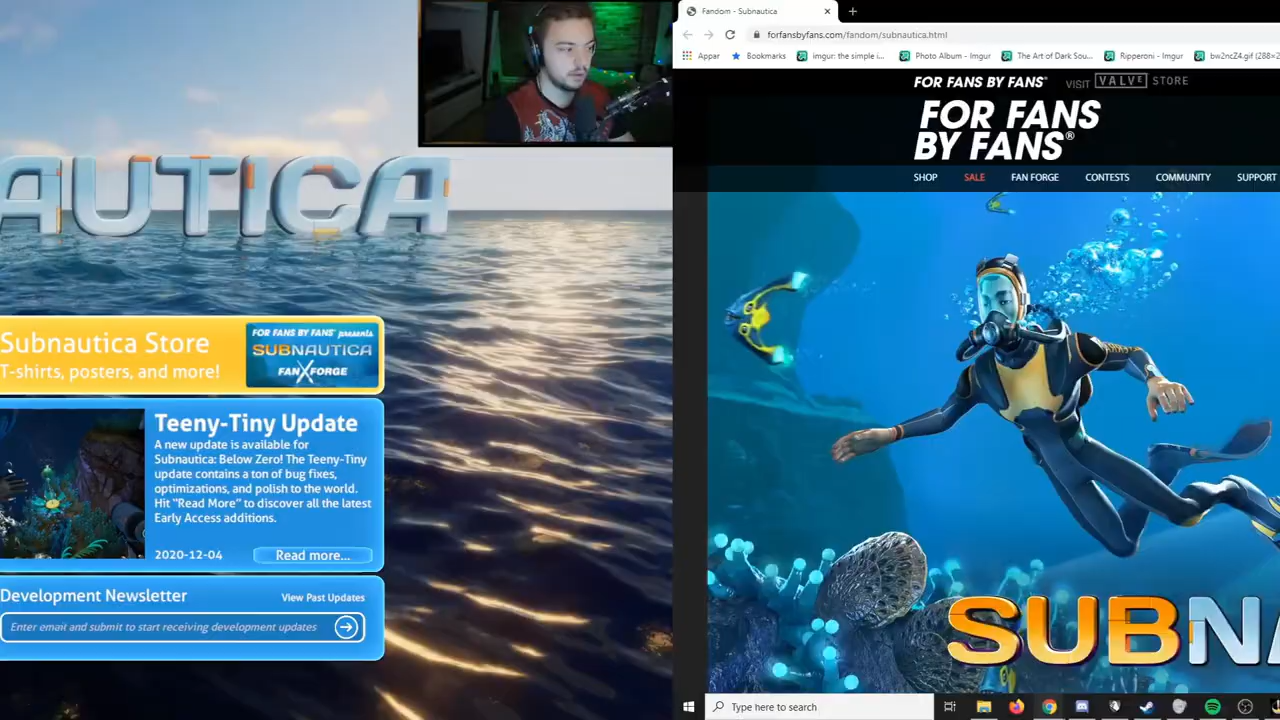 AUTICA
Subnautica Store
T-shirts, posters, and more!
FOR FANS BY FANS presents
SUBNAUTICA
FAN FORGE
Teeny-Tiny Update
A new update is available for
Subnautica: Below Zero! The Teeny-Tiny
update contains a ton of bug fixes,
optimizations, and polish to the world.
Hit "Read More" to discover all the latest
Early Access additions.
2020-12-04
Read more...
Development Newsletter
View Past Updates
Enter email and submit to start receiving development updates
Fandom - Subnautica
forfansbyfans.com/fandom/subnautica.html
Appar
Bookmarks
imgur: the simple i...
Photo Album - Imgur
The Art of Dark Sou...
Ripperoni - Imgur
bw2ncZ4.gif (288×2
FOR FANS BY FANS
VISIT VALVE STORE
FOR FANS
BY FANS®
SHOP
SALE
FAN FORGE
CONTESTS
COMMUNITY
SUPPORT
SUBN
Type here to search